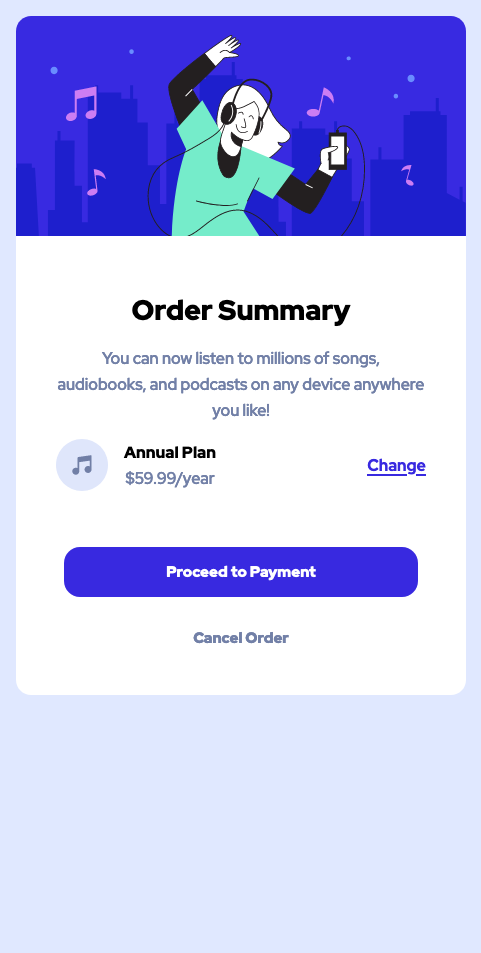 Order Summary
You can now listen to millions of songs,
audiobooks, and podcasts on any device anywhere
you like!
Annual Plan
$59.99/year
Change
Proceed to Payment
Cancel Order